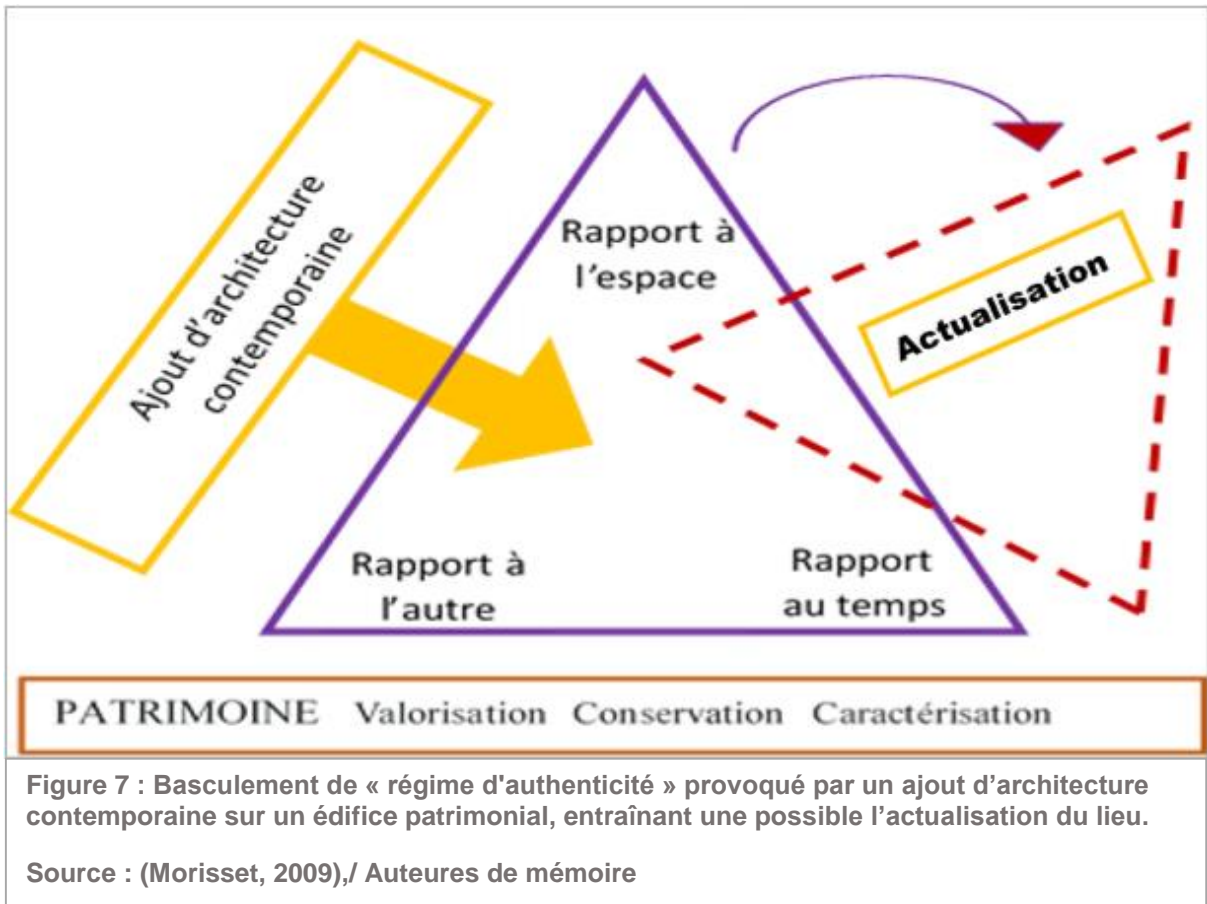 Ajout d’architecture
contemporaine
Rapport à
l’espace
Actualisation
Rapport à
l’autre
Rapport
au temps
PATRIMOINE Valorisation Conservation Caractérisation
Figure 7 : Basculement de « régime d'authenticité » provoqué par un ajout d’architecture
contemporaine sur un édifice patrimonial, entraînant une possible l’actualisation du lieu.
Source : (Morisset, 2009),/ Auteures de mémoire